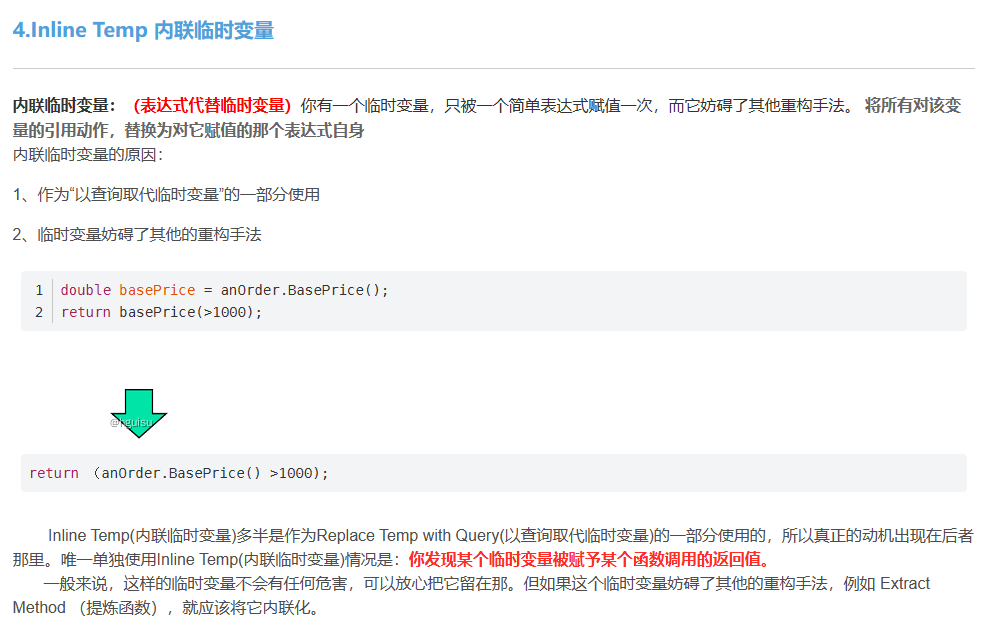 4.Inline Temp 内联临时变量
内联临时变量：（表达式代替临时变量）你有一个临时变量，只被一个简单表达式赋值一次，而它妨碍了其他重构手法。 将所有对该变
量的引用动作，替换为对它赋值的那个表达式自身
内联临时变量的原因：
1、作为“以查询取代临时变量”的一部分使用
2、临时变量妨碍了其他的重构手法
1 double basePrice = anOrder.BasePrice();
2 return basePrice(>1000);
@hguisu
return （anOrder.BasePrice() >1000);
Inline Temp(内联临时变量)多半是作为Replace Temp with Query(以查询取代临时变量)的一部分使用的，所以真正的动机出现在后者
那里。唯一单独使用Inline Temp(内联临时变量)情况是：你发现某个临时变量被赋予某个函数调用的返回值。
一般来说，这样的临时变量不会有任何危害，可以放心把它留在那。但如果这个临时变量妨碍了其他的重构手法，例如 Extract
Method （提炼函数），就应该将它内联化。